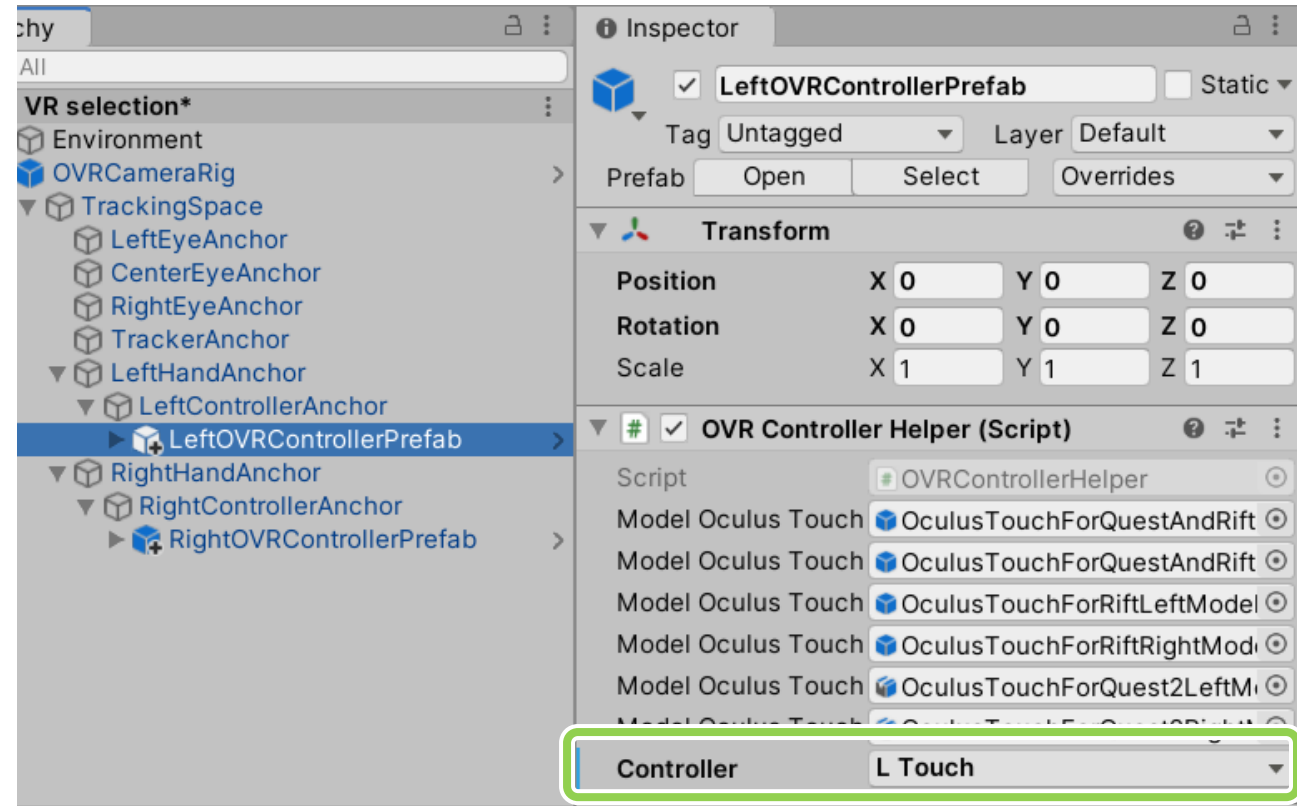 chy
All
VR selection*
Environment
OVRCameraRig
TrackingSpace
LeftEyeAnchor
CenterEyeAnchor
RightEyeAnchor
TrackerAnchor
LeftHandAnchor
LeftControllerAnchor
LeftOVRControllerPrefab
RightHandAnchor
RightControllerAnchor
RightOVRControllerPrefab
Inspector
LeftOVRControllerPrefab Static
Tag Untagged Layer Default
Prefab Open Select Overrides
Transform
Position X 0 Y 0 Z 0
Rotation X 0 Y 0 Z 0
Scale X 1 Y 1 Z 1
# OVR Controller Helper (Script)
Script # OVRControllerHelper
Model Oculus Touch OculusTouchForQuestAndRift
Model Oculus Touch OculusTouchForQuestAndRift
Model Oculus Touch OculusTouchForRiftLeftModel
Model Oculus Touch OculusTouchForRiftRightMod
Model Oculus Touch OculusTouchForQuest2LeftM
Controller L Touch